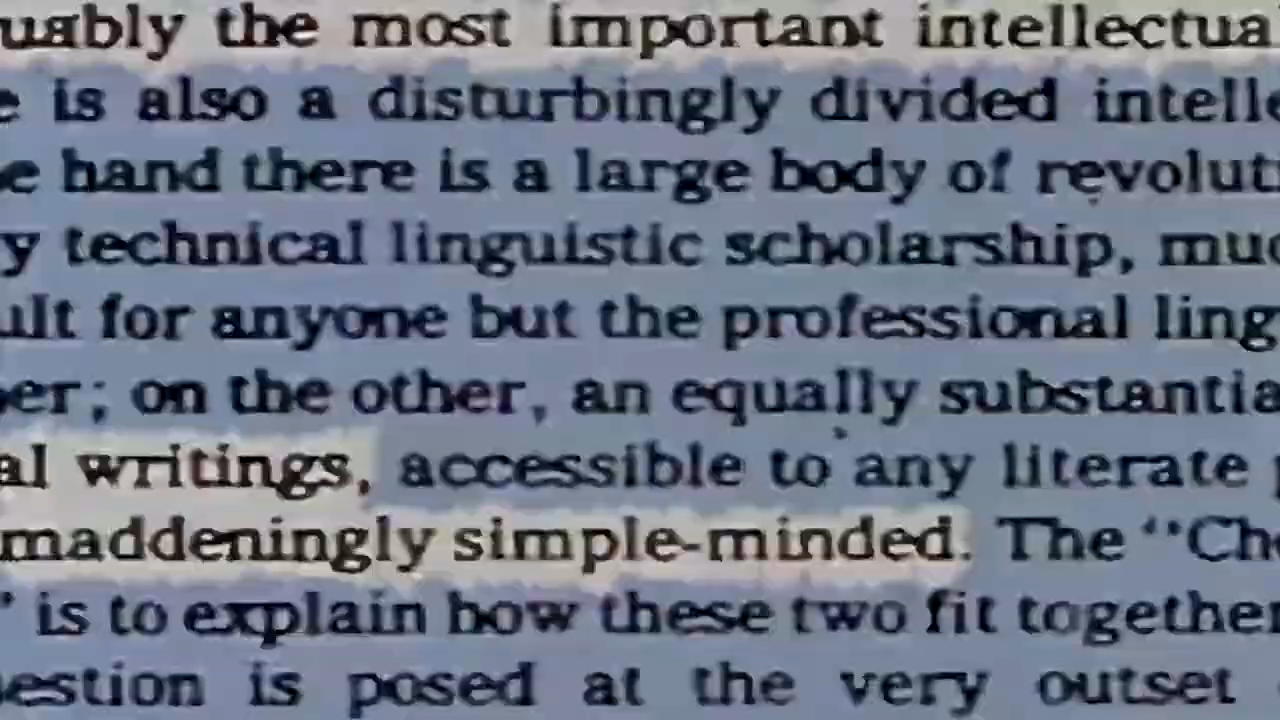 uably the most important intellectua
e is also a disturbingly divided intelle
e hand there is a large body of revoluti
y technical linguistic scholarship, muc
ult for anyone but the professional ling
er; on the other, an equally substantia
al writings, accessible to any literate p
maddeningly simple-minded. The "Cho
" is to explain how these two fit together
estion is posed at the very outset